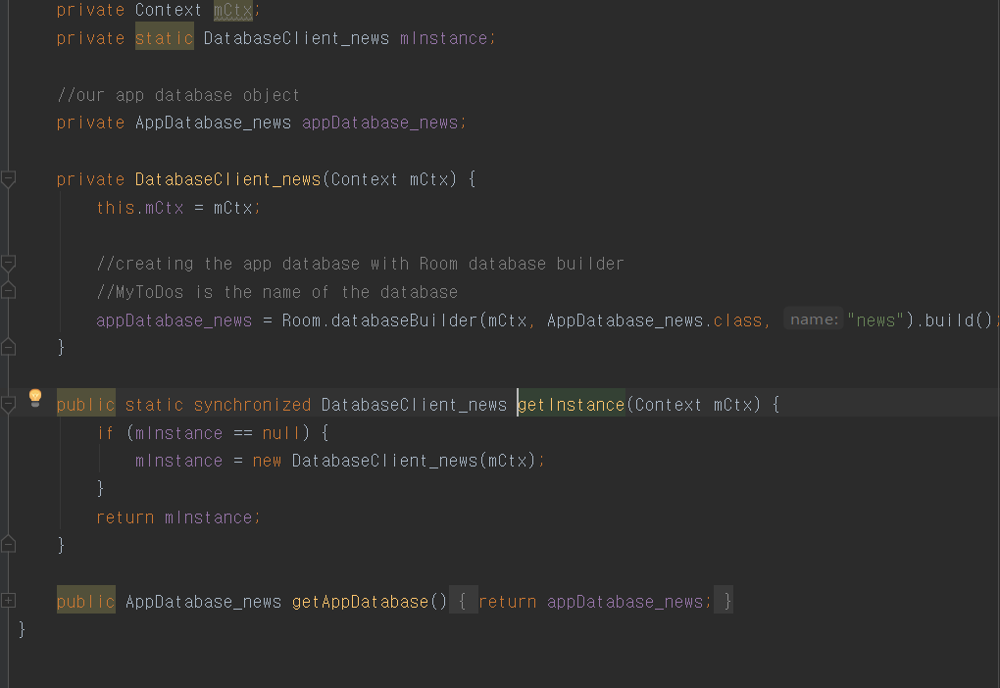 private Context mCtx;
private static DatabaseClient_news mInstance;
//our app database object
private AppDatabase_news appDatabase_news;
private DatabaseClient_news(Context mCtx) {
this.mCtx = mCtx;
//creating the app database with Room database builder
//MyToDos is the name of the database
appDatabase_news = Room.databaseBuilder(mCtx, AppDatabase_news.class, name: "news").build();
}
public static synchronized DatabaseClient_news getInstance(Context mCtx) {
if (mInstance == null) {
mInstance = new DatabaseClient_news(mCtx);
}
return mInstance;
}
public AppDatabase_news getAppDatabase() { return appDatabase_news; }
}